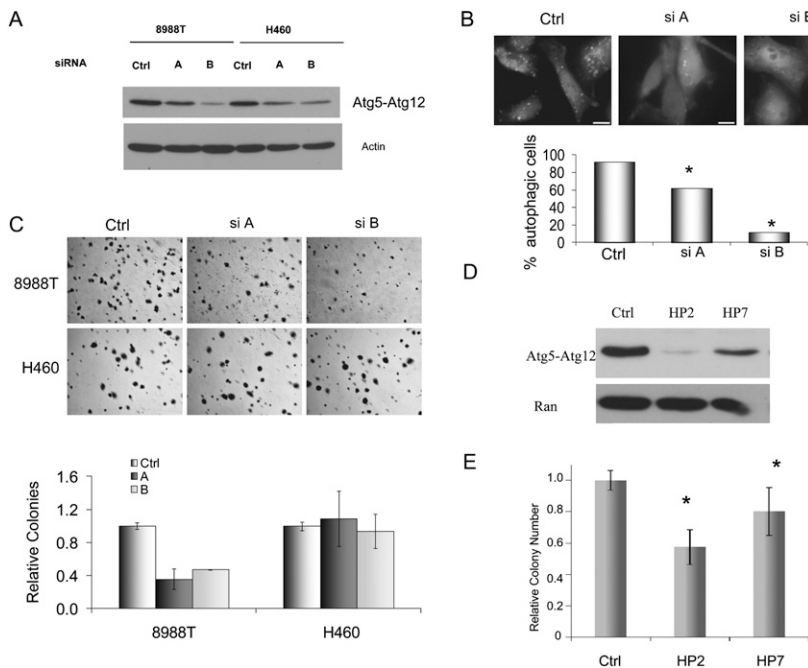 A
8988T H460
siRNA Ctrl A B Ctrl A B
Atg5-Atg12
Actin
B
Ctrl si A si B
% autophagic cells
100
80
60
40
20
0
* *
Ctrl si A si B
C
Ctrl si A si B
8988T
H460
Relative Colonies
1.6
1.2
0.8
0.4
0.0
Ctrl
A
B
8988T H460
D
Ctrl HP2 HP7
Atg5-Atg12
Ran
E
Relative Colony Number
1.0
0.8
0.6
0.4
0.2
0
* *
Ctrl HP2 HP7